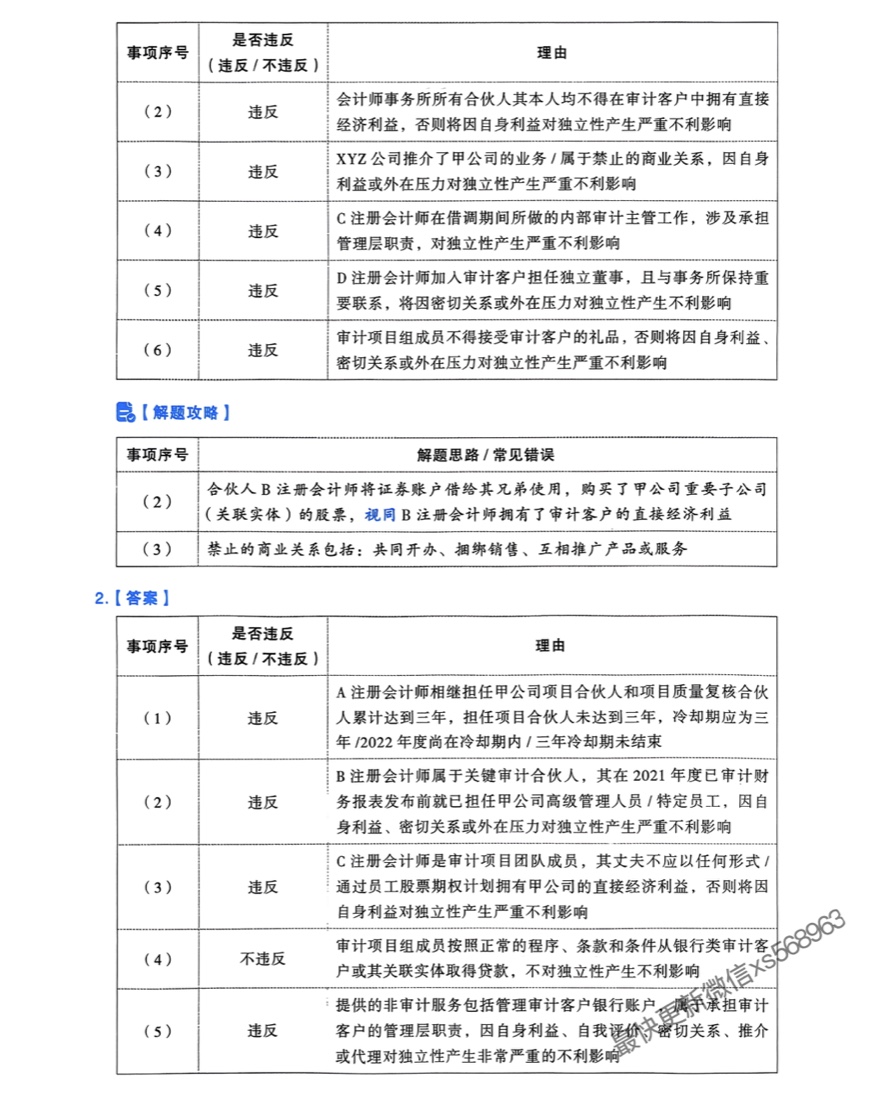 事项序号
是否违反
（违反 / 不违反）
理由
（2）
违反
会计师事务所所有合伙人其本人均不得在审计客户中拥有直接
经济利益，否则将因自身利益对独立性产生严重不利影响
（3）
违反
XYZ 公司推介了甲公司的业务 / 属于禁止的商业关系，因自身
利益或外在压力对独立性产生严重不利影响
（4）
违反
C 注册会计师在借调期间所做的内部审计主管工作，涉及承担
管理层职责，对独立性产生严重不利影响
（5）
违反
D 注册会计师加入审计客户担任独立董事，且与事务所保持重
要联系，将因密切关系或外在压力对独立性产生不利影响
（6）
违反
审计项目组成员不得接受审计客户的礼品，否则将因自身利益、
密切关系或外在压力对独立性产生严重不利影响
【解题攻略】
事项序号
解题思路 / 常见错误
（2）
合伙人 B 注册会计师将证券账户借给其兄弟使用，购买了甲公司重要子公司
（关联实体）的股票，视同 B 注册会计师拥有了审计客户的直接经济利益
（3）
禁止的商业关系包括：共同开办、捆绑销售、互相推广产品或服务
2.【答案】
事项序号
是否违反
（违反 / 不违反）
理由
（1）
违反
A 注册会计师相继担任甲公司项目合伙人和项目质量复核合伙
人累计达到三年，担任项目合伙人未达到三年，冷却期应为三
年 /2022 年度尚在冷却期内 / 三年冷却期未结束
（2）
违反
B 注册会计师属于关键审计合伙人，其在 2021 年度已审计财
务报表发布前就已担任甲公司高级管理人员 / 特定员工，因自
身利益、密切关系或外在压力对独立性产生严重不利影响
（3）
违反
C 注册会计师是审计项目团队成员，其丈夫不应以任何形式 /
通过员工股票期权计划拥有甲公司的直接经济利益，否则将因
自身利益对独立性产生严重不利影响
（4）
不违反
审计项目组成员按照正常的程序、条款和条件从银行类审计客
户或其关联实体取得贷款，不对独立性产生不利影响
（5）
违反
提供的非审计服务包括管理审计客户银行账户，属于承担审计
客户的管理层职责，因自身利益、自我评价、密切关系、推介
或代理对独立性产生非常严重的不利影响
最快更新微信xs568963